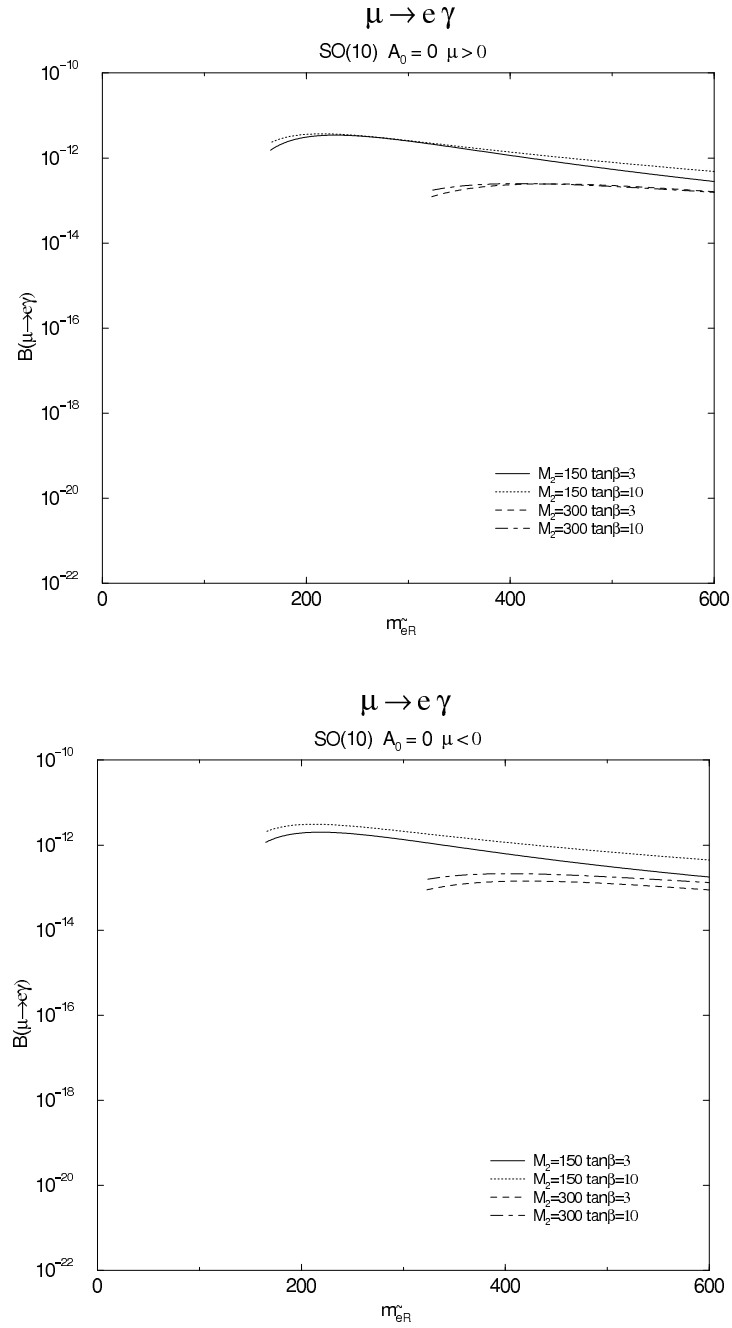 μ → e γ
SO(10) A₀ = 0 μ > 0
10⁻¹⁰
10⁻¹²
10⁻¹⁴
10⁻¹⁶
10⁻¹⁸
10⁻²⁰
10⁻²²
B(μ→eγ)
M₂=150 tanβ=3
M₂=150 tanβ=10
M₂=300 tanβ=3
M₂=300 tanβ=10
0 200 400 600
m_ẽR
μ → e γ
SO(10) A₀ = 0 μ < 0
10⁻¹⁰
10⁻¹²
10⁻¹⁴
10⁻¹⁶
10⁻¹⁸
10⁻²⁰
10⁻²²
B(μ→eγ)
M₂=150 tanβ=3
M₂=150 tanβ=10
M₂=300 tanβ=3
M₂=300 tanβ=10
0 200 400 600
m_ẽR